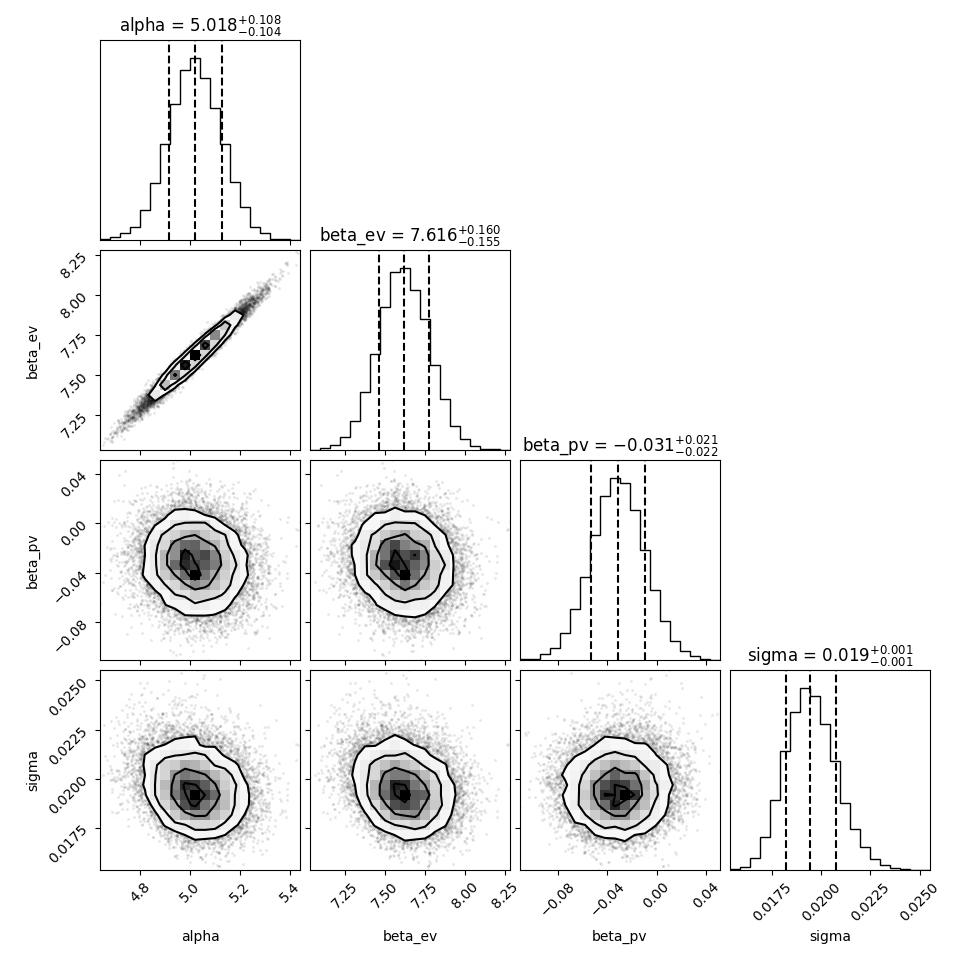 alpha = 5.018+0.108
−0.104
beta_ev = 7.616+0.160
−0.155
8.25
8.00
7.75
7.50
7.25
beta_ev
beta_pv = −0.031+0.021
−0.022
0.04
0.00
−0.04
−0.08
beta_pv
sigma = 0.019+0.001
−0.001
0.0250
0.0225
0.0200
0.0175
sigma
4.8 5.0 5.2 5.4
7.25 7.50 7.75 8.00 8.25
−0.08 −0.04 0.00 0.04
0.0175 0.0200 0.0225 0.0250
alpha beta_ev beta_pv sigma